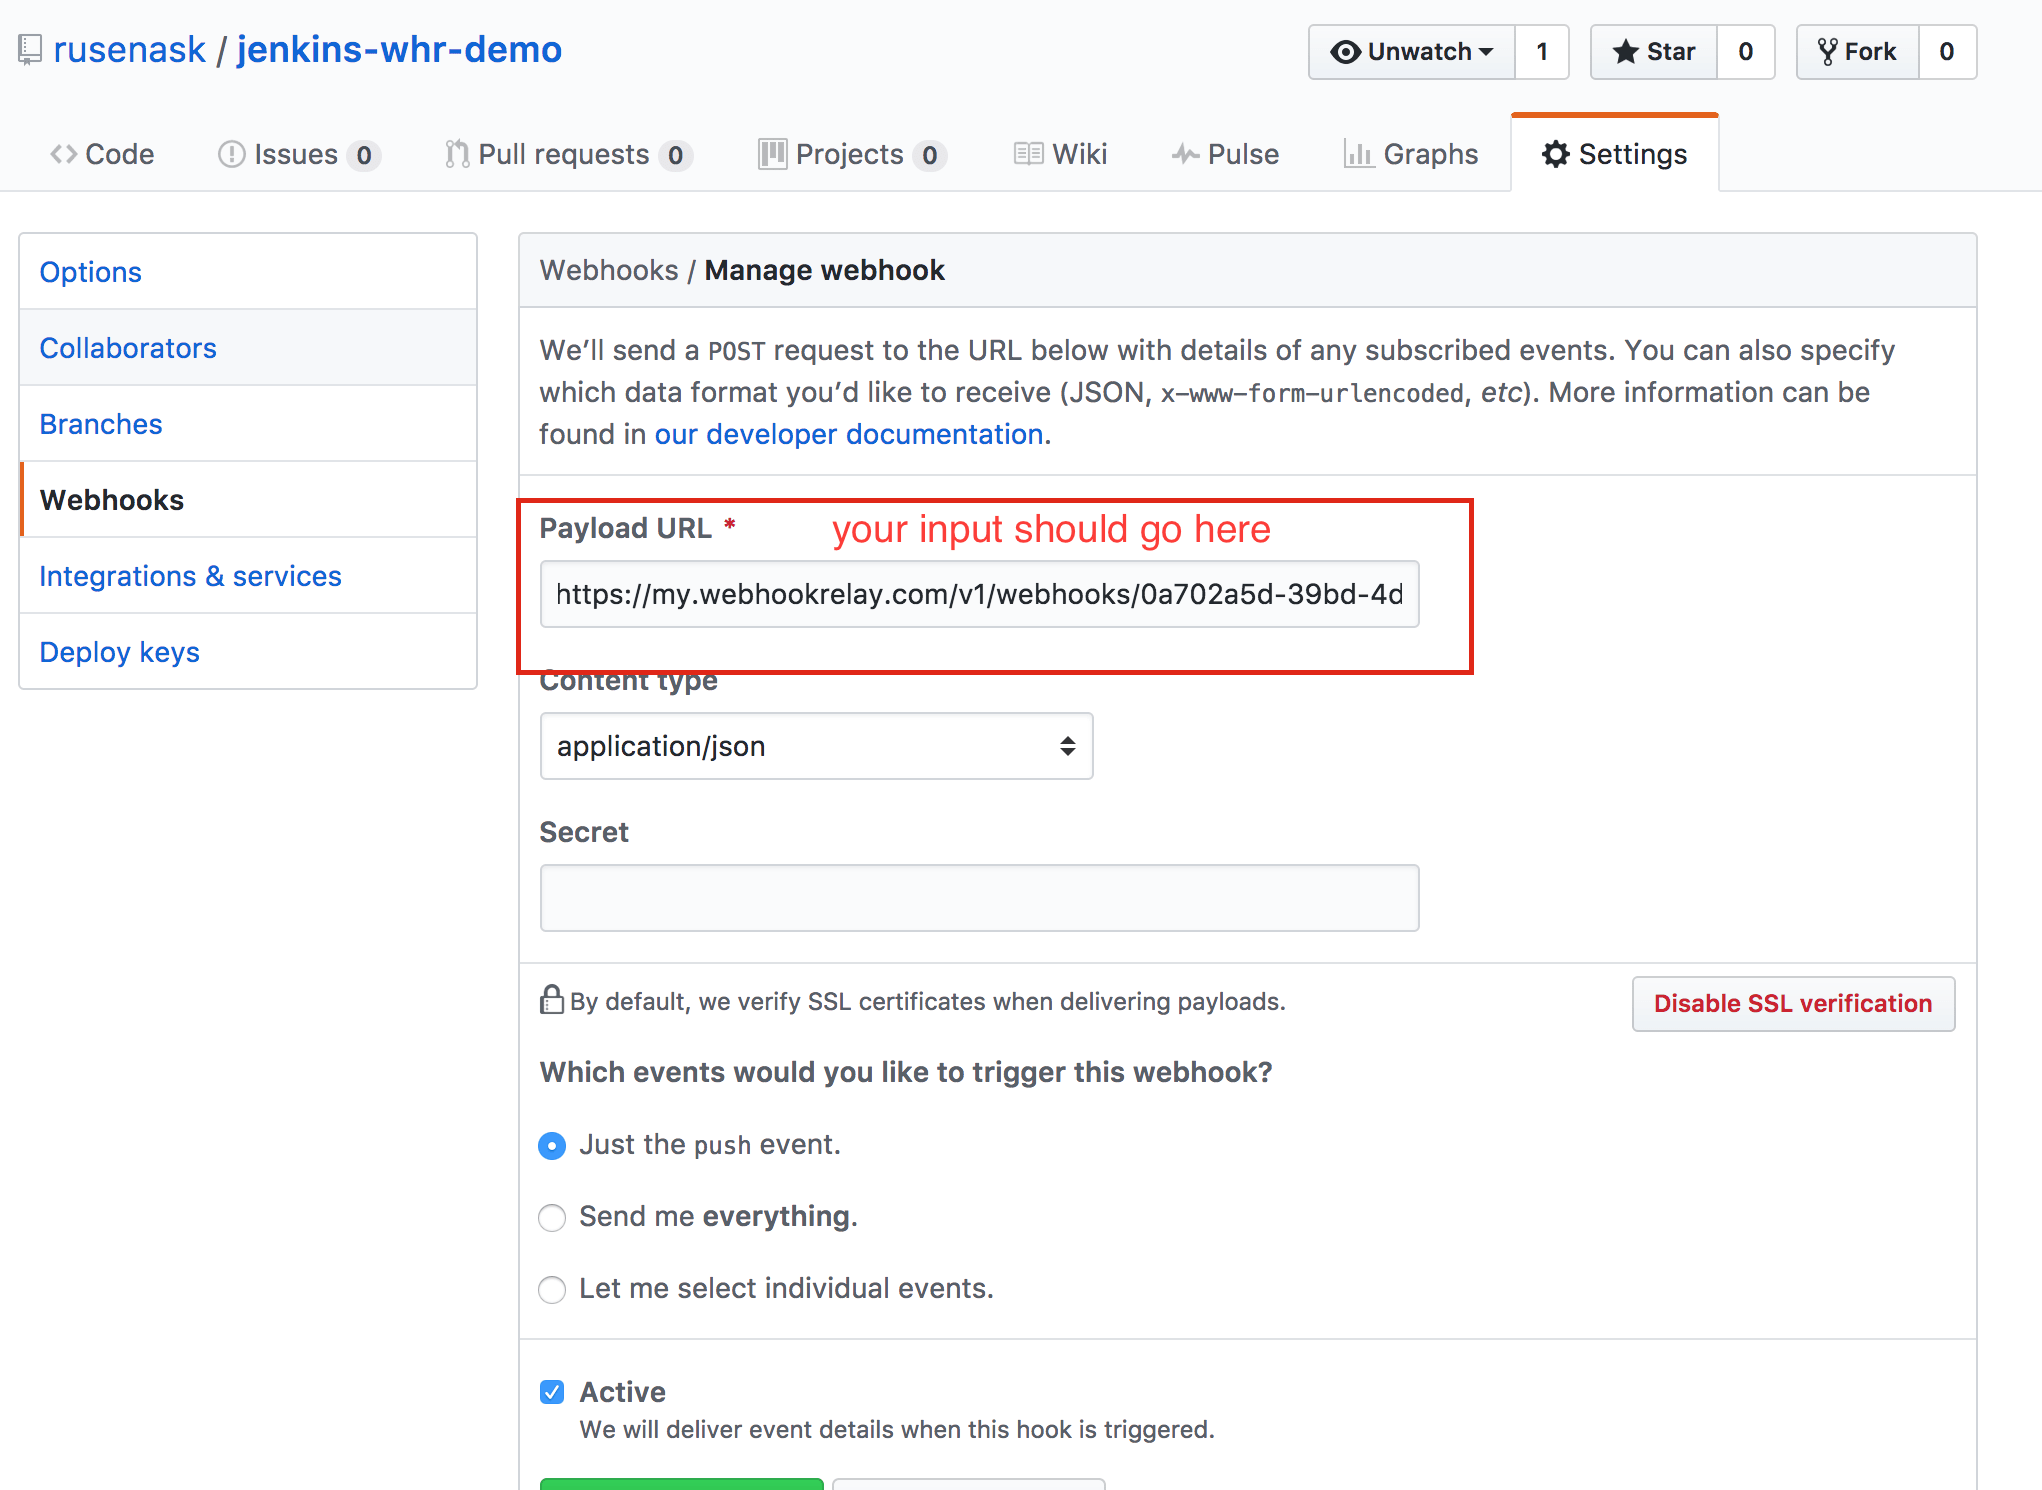 rusenask / jenkins-whr-demo
Unwatch 1 Star 0 Fork 0
Code Issues 0 Pull requests 0 Projects 0 Wiki Pulse Graphs Settings
Options
Collaborators
Branches
Webhooks
Integrations & services
Deploy keys
Webhooks / Manage webhook
We’ll send a POST request to the URL below with details of any subscribed events. You can also specify
which data format you’d like to receive (JSON, x-www-form-urlencoded, etc). More information can be
found in our developer documentation.
Payload URL * your input should go here
https://my.webhookrelay.com/v1/webhooks/0a702a5d-39bd-4d
Content type
application/json
Secret
By default, we verify SSL certificates when delivering payloads. Disable SSL verification
Which events would you like to trigger this webhook?
Just the push event.
Send me everything.
Let me select individual events.
Active
We will deliver event details when this hook is triggered.